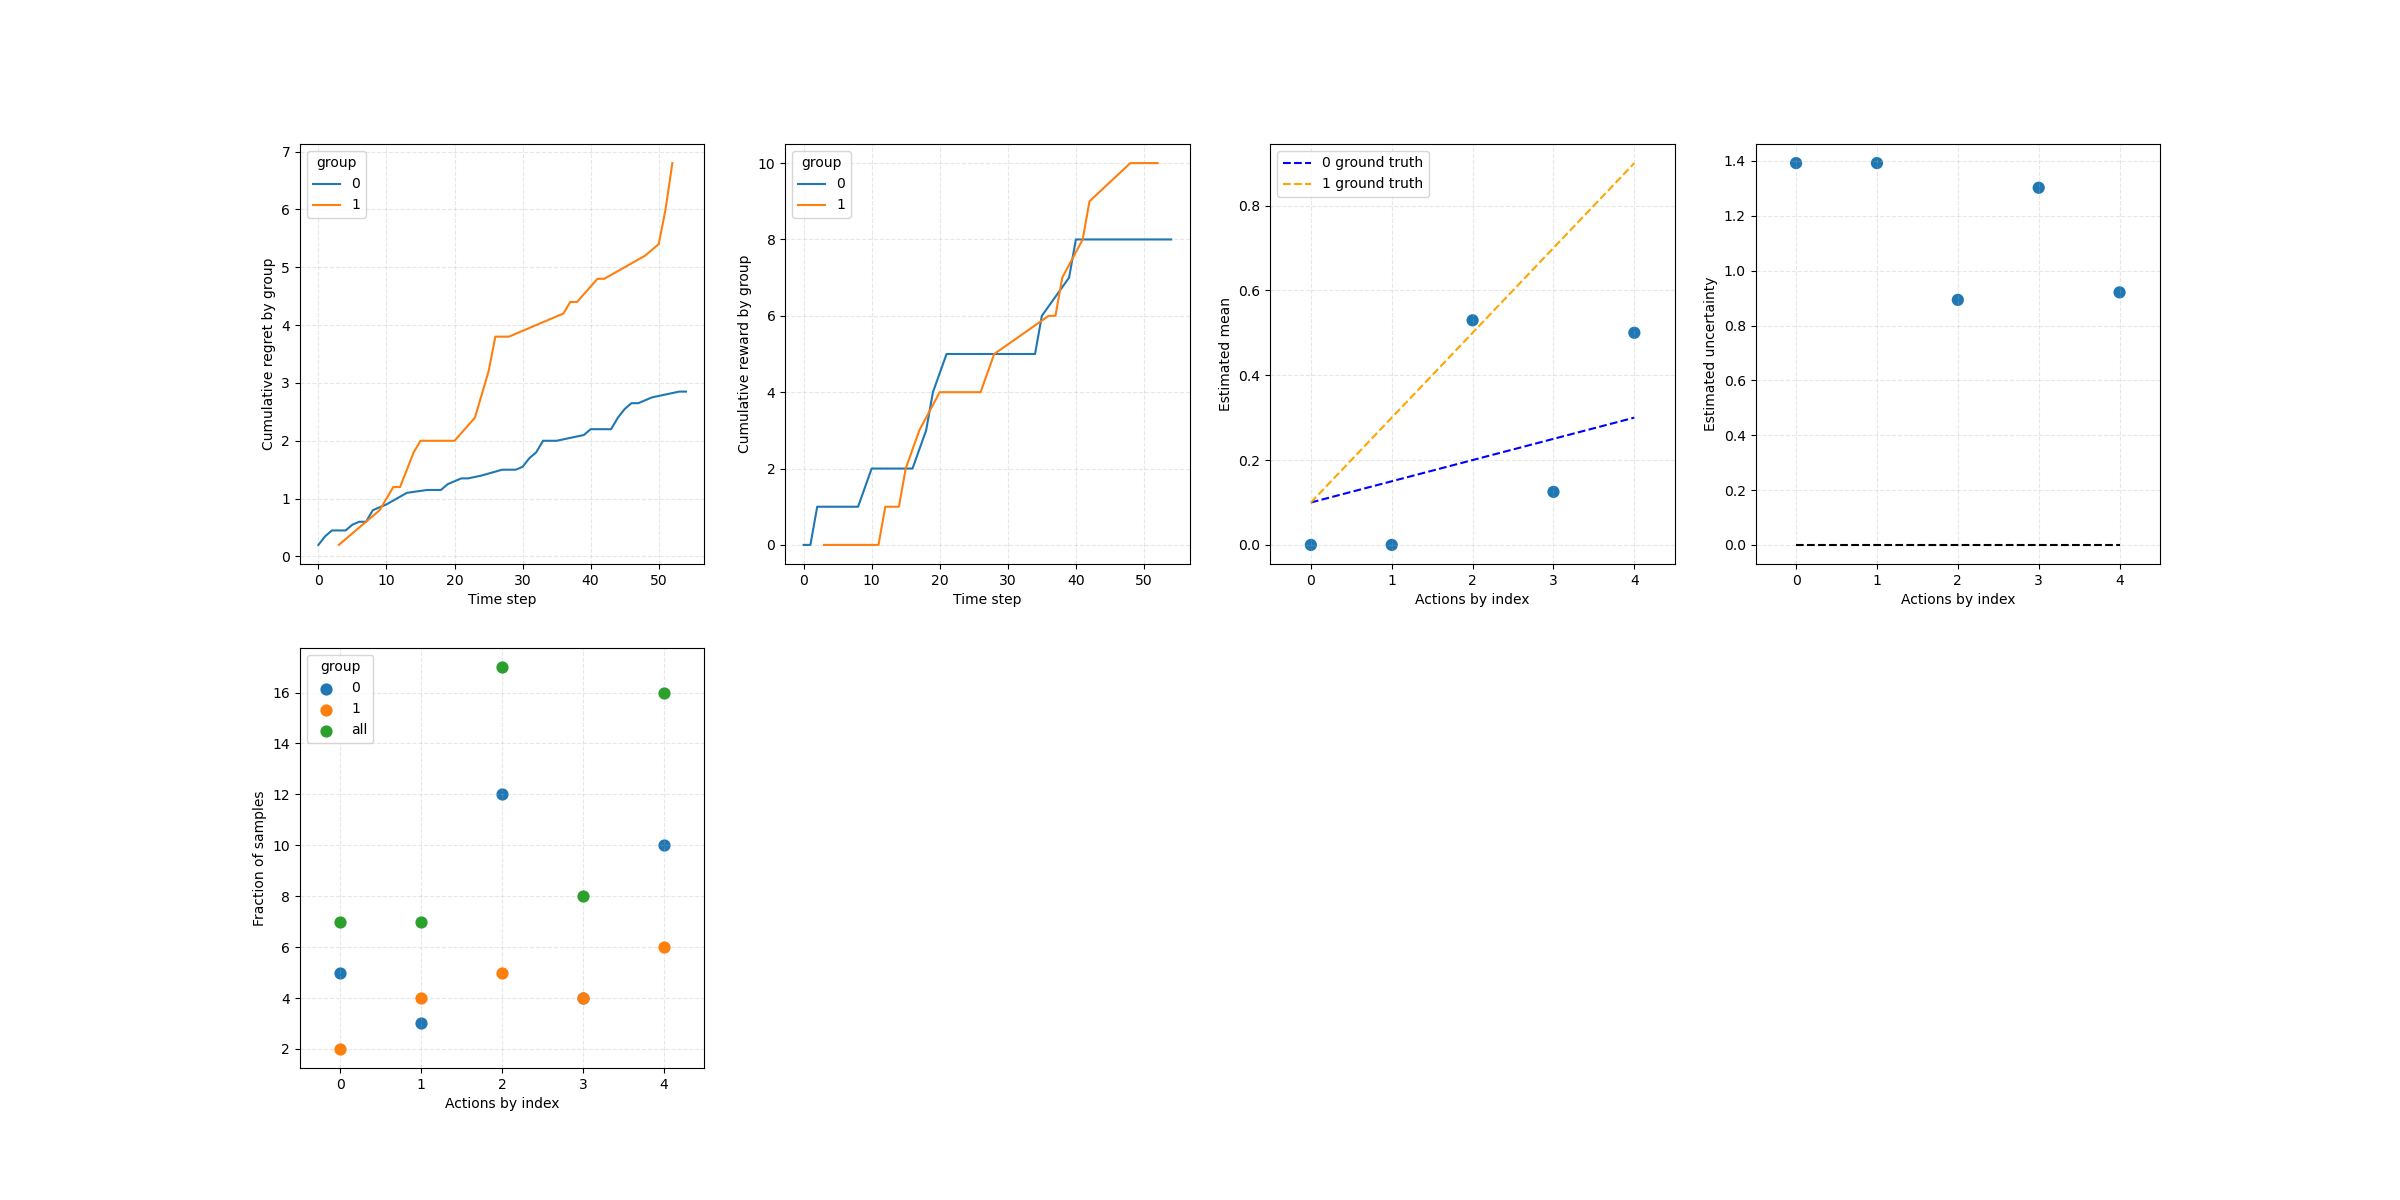 Cumulative regret by group
7
6
5
4
3
2
1
0
group
0
1
0 10 20 30 40 50
Time step
Cumulative reward by group
10
8
6
4
2
0
group
0
1
0 10 20 30 40 50
Time step
Estimated mean
0.8
0.6
0.4
0.2
0.0
0 ground truth
1 ground truth
0 1 2 3 4
Actions by index
Estimated uncertainty
1.4
1.2
1.0
0.8
0.6
0.4
0.2
0.0
0 1 2 3 4
Actions by index
Fraction of samples
16
14
12
10
8
6
4
2
group
0
1
all
0 1 2 3 4
Actions by index